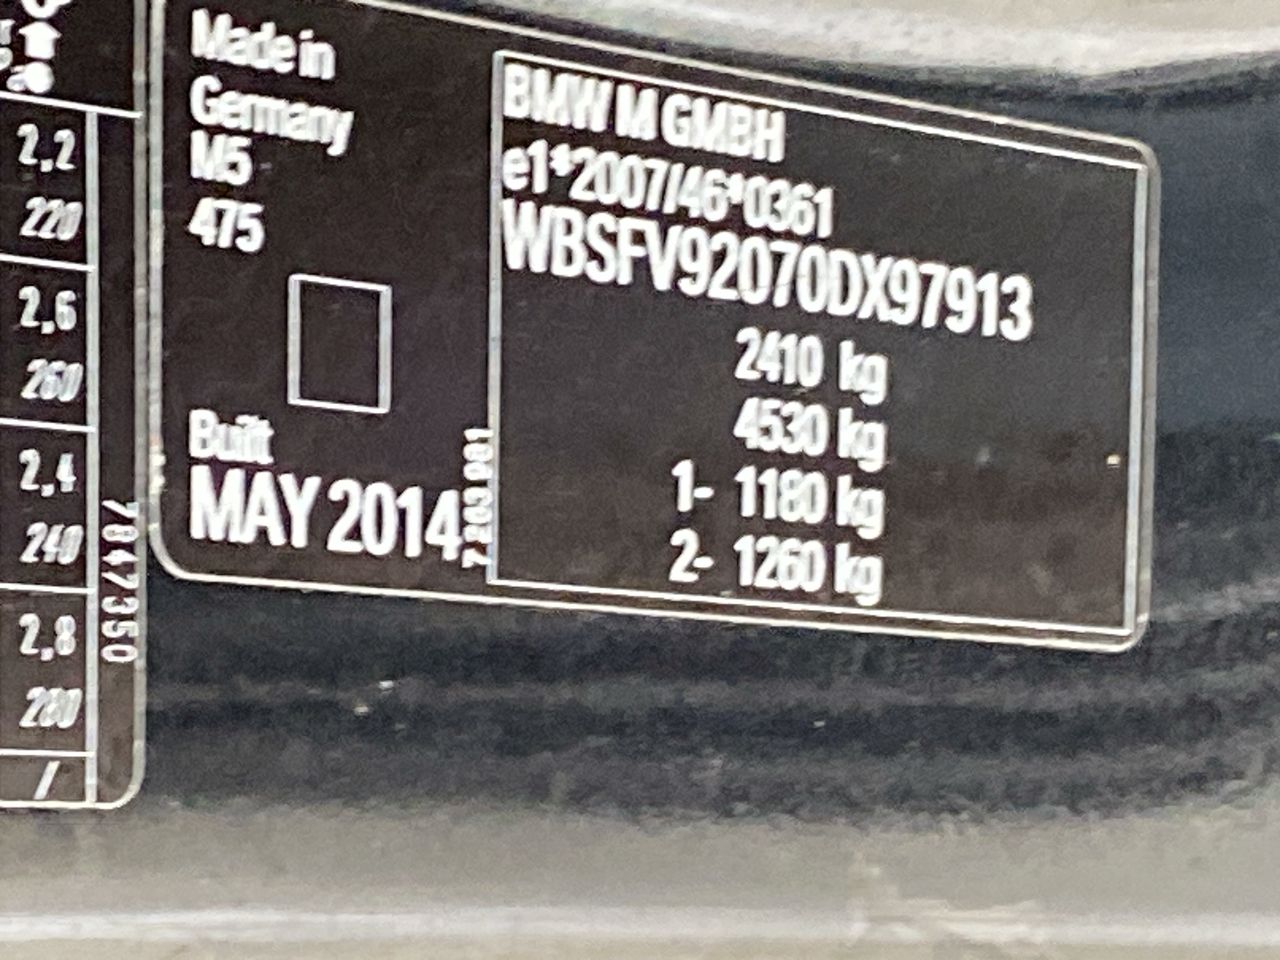 2,2
220
2,6
260
2,4
240
2,8
280
/
7847350
Made in
Germany
M5
475
Built
MAY 2014
BMW M GMBH
e1*2007/46*0361
WBSFV92070DX97913
2410 kg
4530 kg
1- 1180 kg
2- 1260 kg